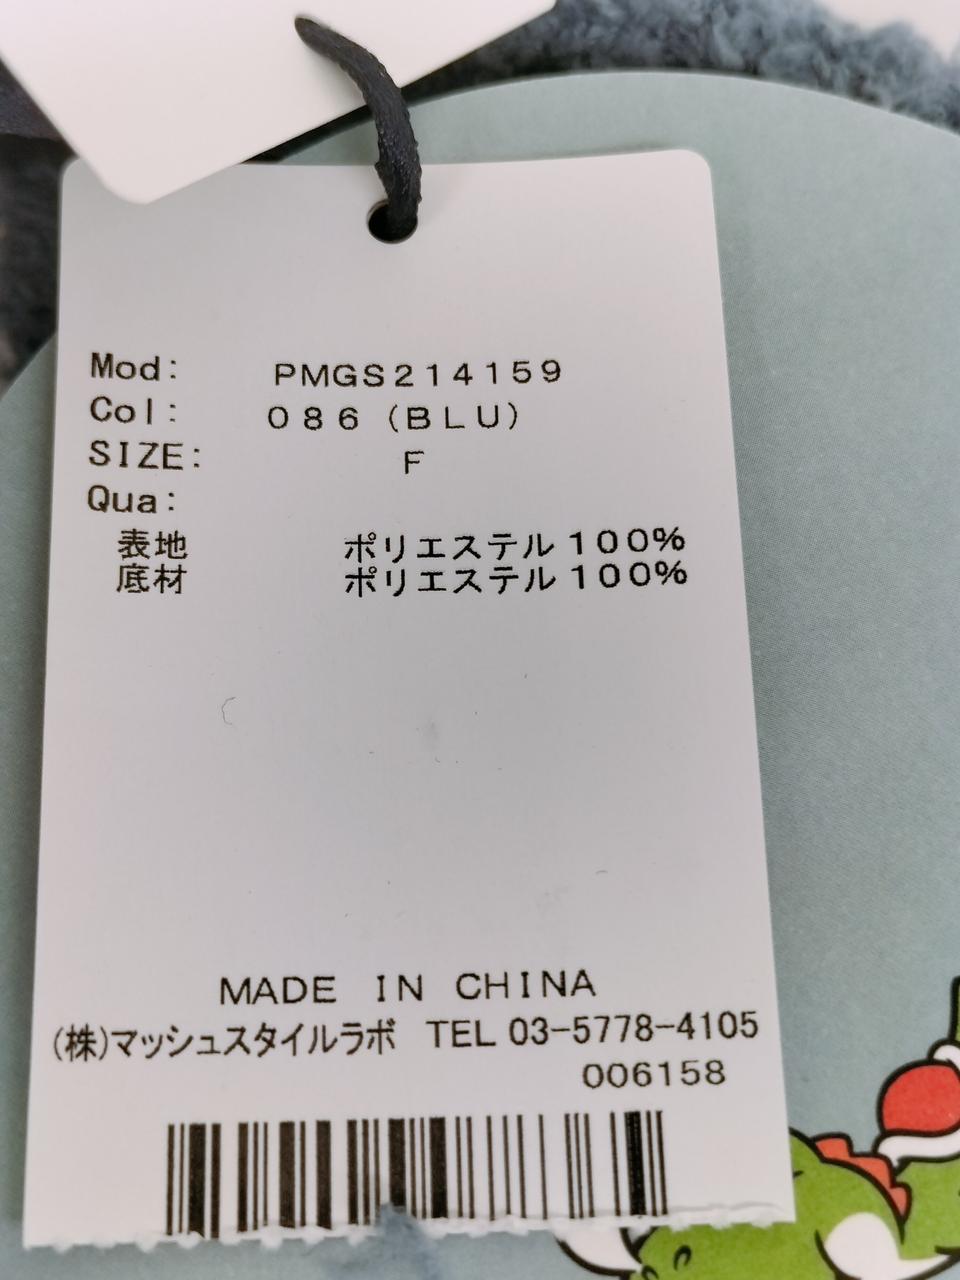 Mod: PMGS214159
Col: 086 (BLU)
SIZE: F
Qua:
表地 ポリエステル100%
底材 ポリエステル100%
MADE IN CHINA
(株)マッシュスタイルラボ TEL 03-5778-4105
006158